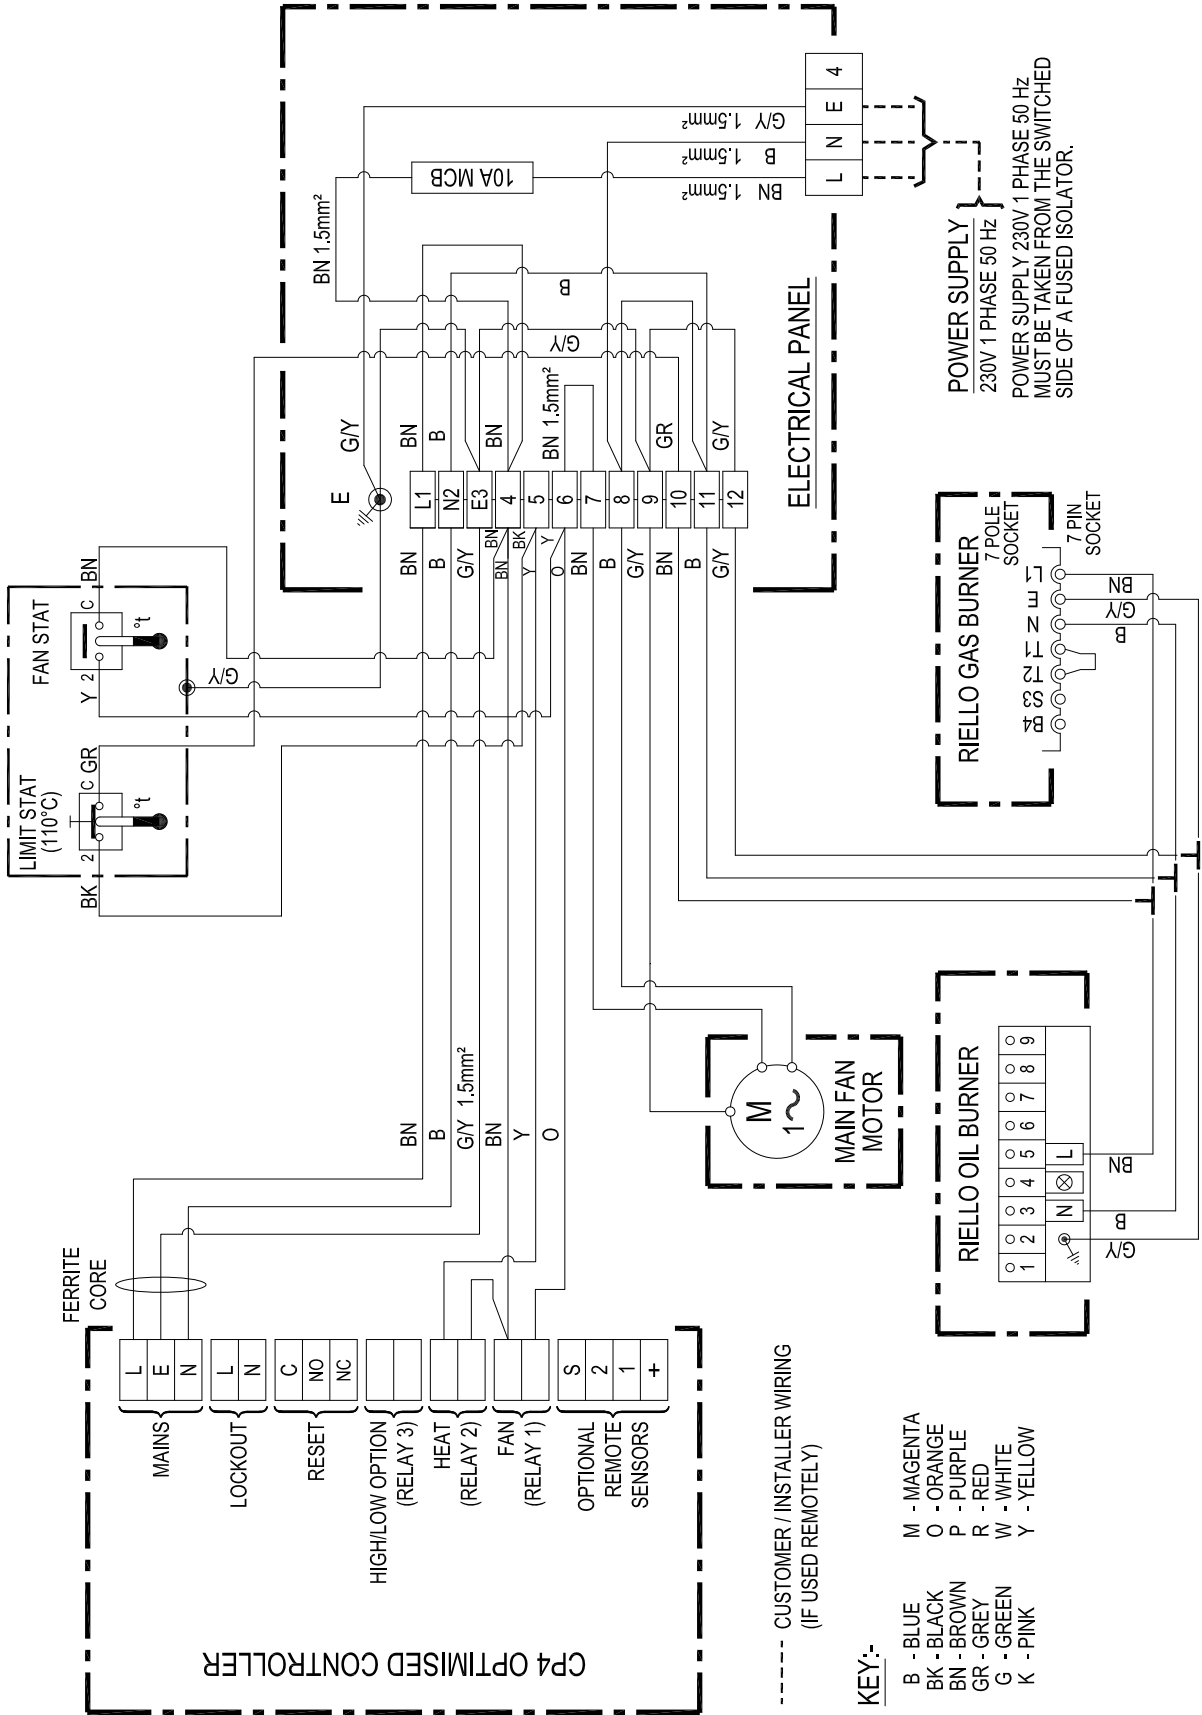 FAN STAT
LIMIT STAT
(110°C)
BK
2
C
GR
Y
2
C
BN
°t
°t
G/Y
E
G/Y
BN 1.5mm²
10A MCB
BN 1.5mm²
B 1.5mm²
G/Y 1.5mm²
L
N
E
4
BN
B
BN
B
G/Y
BN 1.5mm²
GR
G/Y
L1
N2
E3
4
5
6
7
8
9
10
11
12
BN
B
G/Y
BN
BN
BK
Y
Y
O
BN
B
G/Y
BN
B
G/Y
ELECTRICAL PANEL
POWER SUPPLY
230V 1 PHASE 50 Hz
POWER SUPPLY 230V 1 PHASE 50 Hz
MUST BE TAKEN FROM THE SWITCHED
SIDE OF A FUSED ISOLATOR.
RIELLO GAS BURNER
7 POLE
SOCKET
7 PIN
SOCKET
B4
S3
T2
T1
N
E
L1
B
G/Y
BN
FERRITE
CORE
BN
B
G/Y 1.5mm²
BN
Y
O
M
1
MAIN FAN
MOTOR
RIELLO OIL BURNER
1
2
3
4
5
6
7
8
9
N
L
G/Y
B
BN
CP4 OPTIMISED CONTROLLER
MAINS
L
E
N
LOCKOUT
L
N
RESET
C
NO
NC
HIGH/LOW OPTION
(RELAY 3)
HEAT
(RELAY 2)
FAN
(RELAY 1)
OPTIONAL
REMOTE
SENSORS
S
2
1
+
CUSTOMER / INSTALLER WIRING
(IF USED REMOTELY)
KEY:-
B - BLUE
BK - BLACK
BN - BROWN
GR - GREY
G - GREEN
K - PINK
M - MAGENTA
O - ORANGE
P - PURPLE
R - RED
W - WHITE
Y - YELLOW